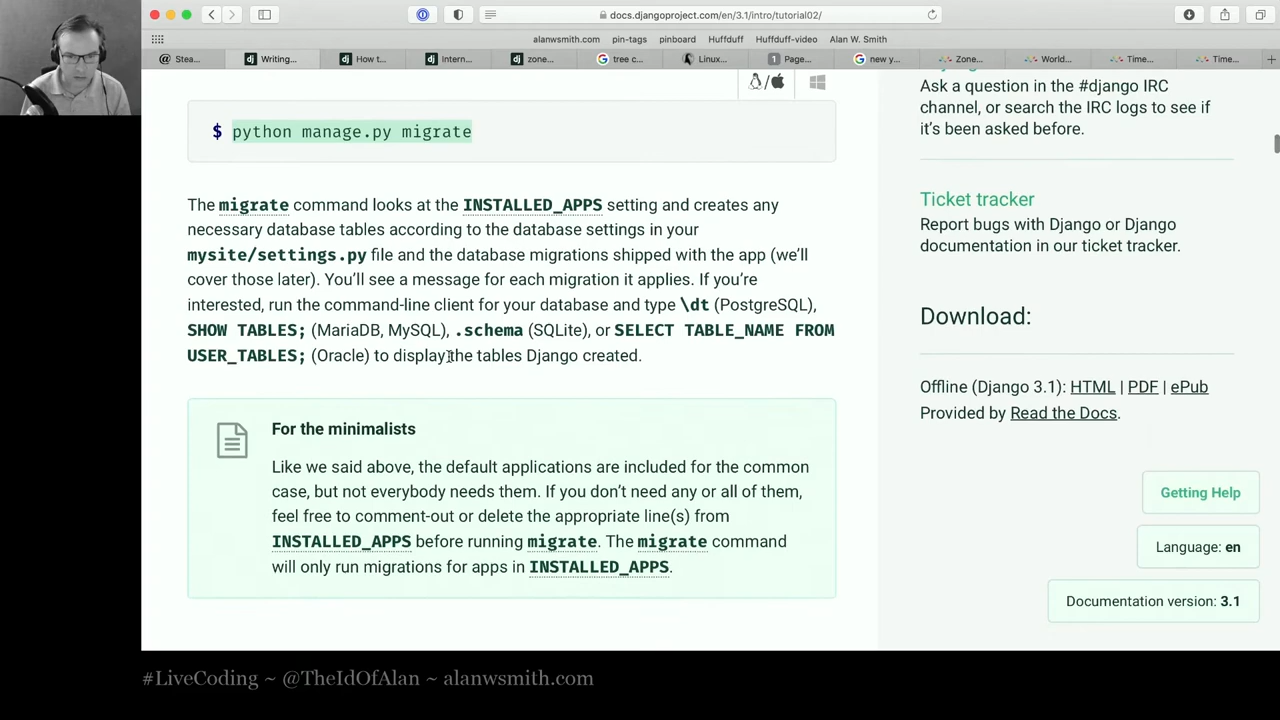 docs.djangoproject.com/en/3.1/intro/tutorial02/
alanwsmith.com pin-tags pinboard Huffduff Huffduff-video Alan W. Smith
@ Stea... dj Writing... dj How t... dj Intern... dj zone... tree c... Linux... 1 Page... new y... Zone... World... Time... Time...
$ python manage.py migrate
The migrate command looks at the INSTALLED_APPS setting and creates any
necessary database tables according to the database settings in your
mysite/settings.py file and the database migrations shipped with the app (we'll
cover those later). You'll see a message for each migration it applies. If you're
interested, run the command-line client for your database and type \dt (PostgreSQL),
SHOW TABLES; (MariaDB, MySQL), .schema (SQLite), or SELECT TABLE_NAME FROM
USER_TABLES; (Oracle) to display the tables Django created.
For the minimalists
Like we said above, the default applications are included for the common
case, but not everybody needs them. If you don't need any or all of them,
feel free to comment-out or delete the appropriate line(s) from
INSTALLED_APPS before running migrate. The migrate command
will only run migrations for apps in INSTALLED_APPS.
Ask a question in the #django IRC
channel, or search the IRC logs to see if
it's been asked before.
Ticket tracker
Report bugs with Django or Django
documentation in our ticket tracker.
Download:
Offline (Django 3.1): HTML | PDF | ePub
Provided by Read the Docs.
Getting Help
Language: en
Documentation version: 3.1
#LiveCoding ~ @TheIdOfAlan ~ alanwsmith.com